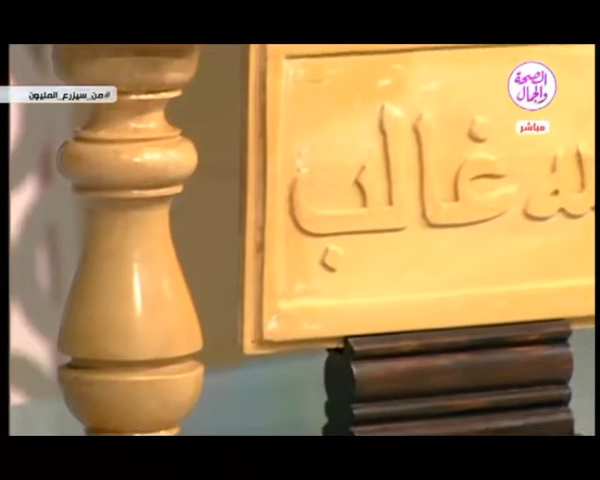 الصحة
والجمال
مباشر
#من_سيزرع_المليون
غالب